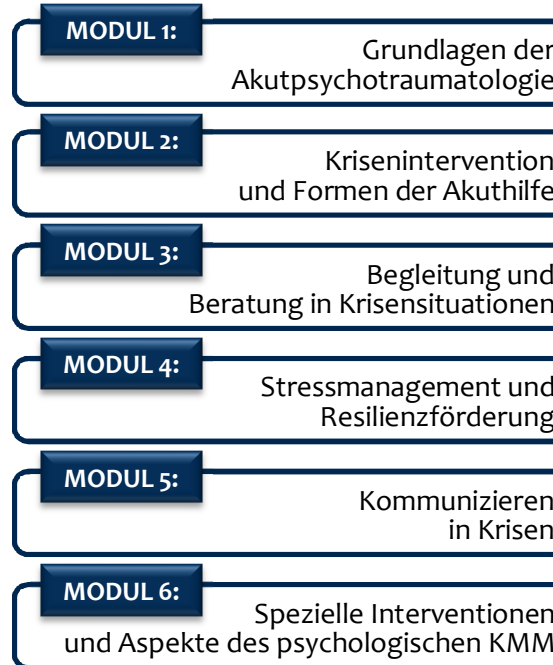 MODUL 1:
Grundlagen der
Akutpsychotraumatologie
MODUL 2:
Krisenintervention
und Formen der Akuthilfe
MODUL 3:
Begleitung und
Beratung in Krisensituationen
MODUL 4:
Stressmanagement und
Resilienzförderung
MODUL 5:
Kommunizieren
in Krisen
MODUL 6:
Spezielle Interventionen
und Aspekte des psychologischen KMM